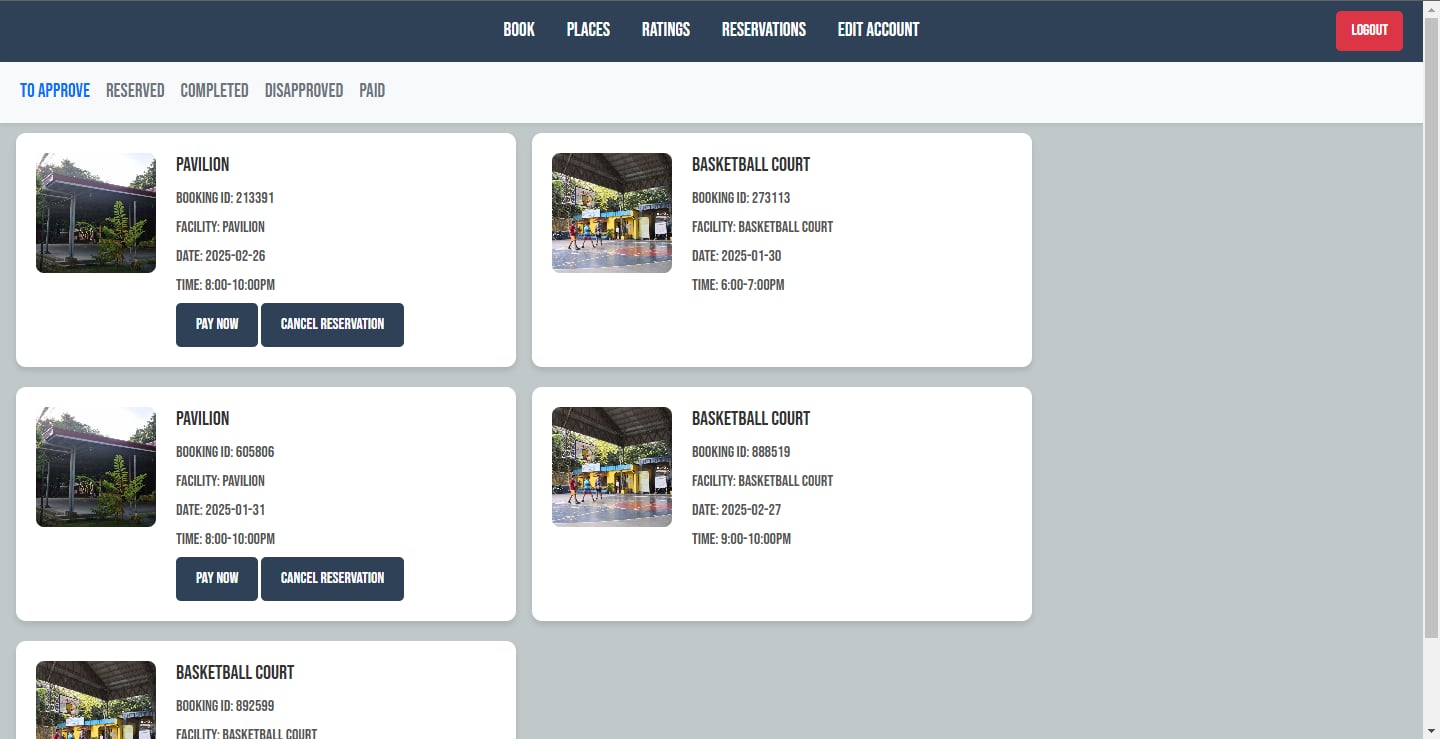 BOOK PLACES RATINGS RESERVATIONS EDIT ACCOUNT LOGOUT
TO APPROVE RESERVED COMPLETED DISAPPROVED PAID
PAVILION
BOOKING ID: 213391
FACILITY: PAVILION
DATE: 2025-02-26
TIME: 8:00-10:00PM
PAY NOW CANCEL RESERVATION
BASKETBALL COURT
BOOKING ID: 273113
FACILITY: BASKETBALL COURT
DATE: 2025-01-30
TIME: 6:00-7:00PM
PAVILION
BOOKING ID: 605806
FACILITY: PAVILION
DATE: 2025-01-31
TIME: 8:00-10:00PM
PAY NOW CANCEL RESERVATION
BASKETBALL COURT
BOOKING ID: 888519
FACILITY: BASKETBALL COURT
DATE: 2025-02-27
TIME: 9:00-10:00PM
BASKETBALL COURT
BOOKING ID: 892599
FACILITY: BASKETBALL COURT